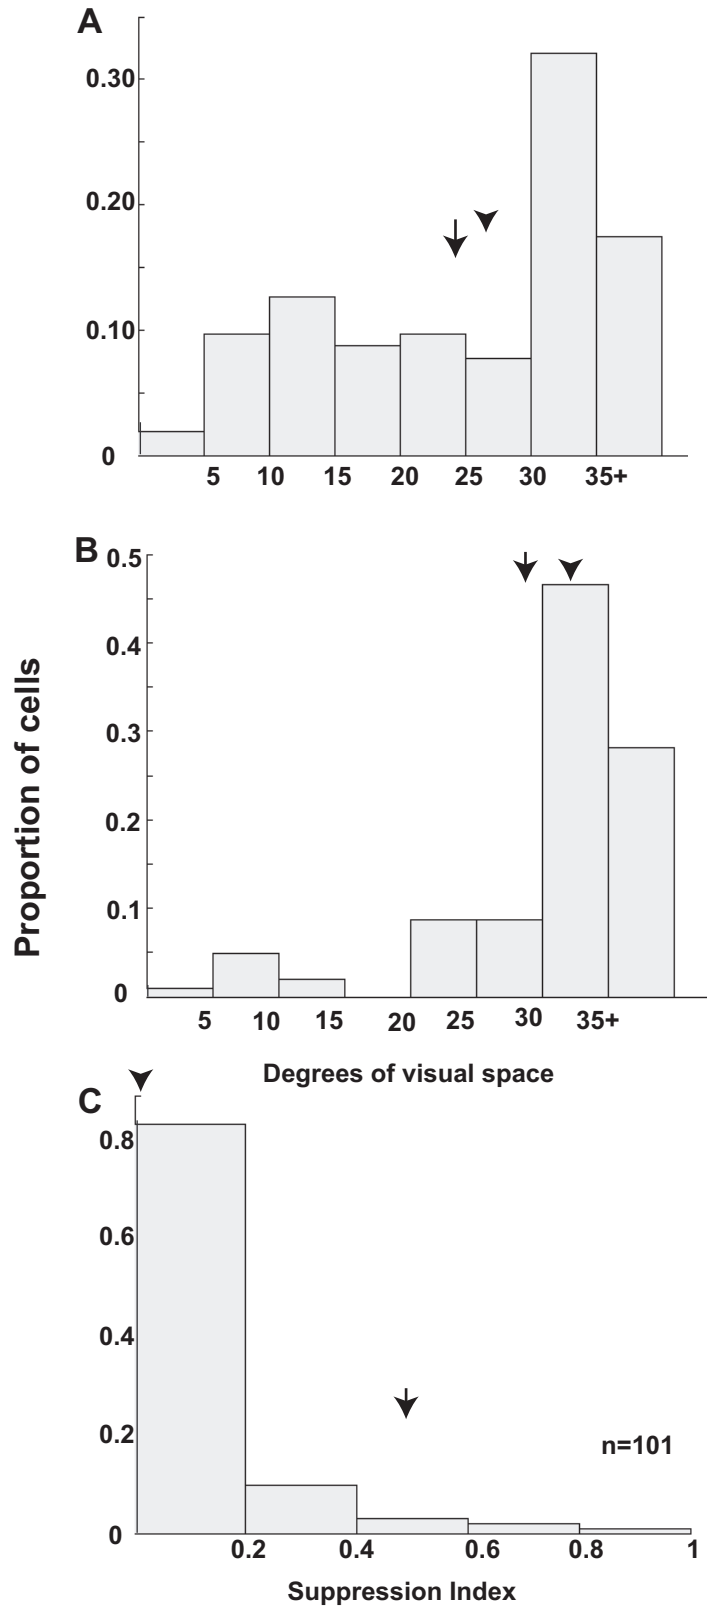 A
0.30
0.20
0.10
0
5 10 15 20 25 30 35+
B
0.5
0.4
0.3
0.2
0.1
0
5 10 15 20 25 30 35+
Proportion of cells
Degrees of visual space
C
0.8
0.6
0.4
0.2
n=101
0
0.2 0.4 0.6 0.8 1
Suppression Index